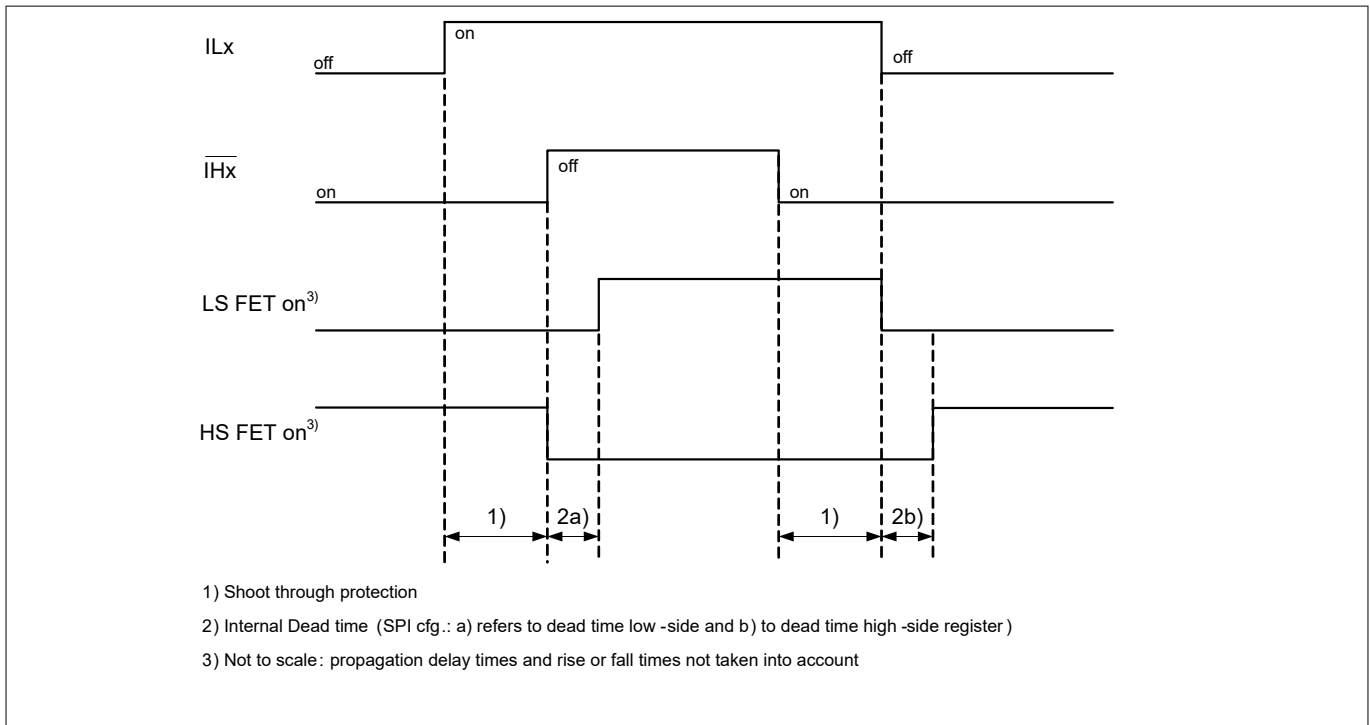 ILx
off
on
off
IHx
on
off
on
LS FET on3)
HS FET on3)
1)
2a)
1)
2b)
1) Shoot through protection
2) Internal Dead time (SPI cfg.: a) refers to dead time low -side and b) to dead time high -side register)
3) Not to scale: propagation delay times and rise or fall times not taken into account